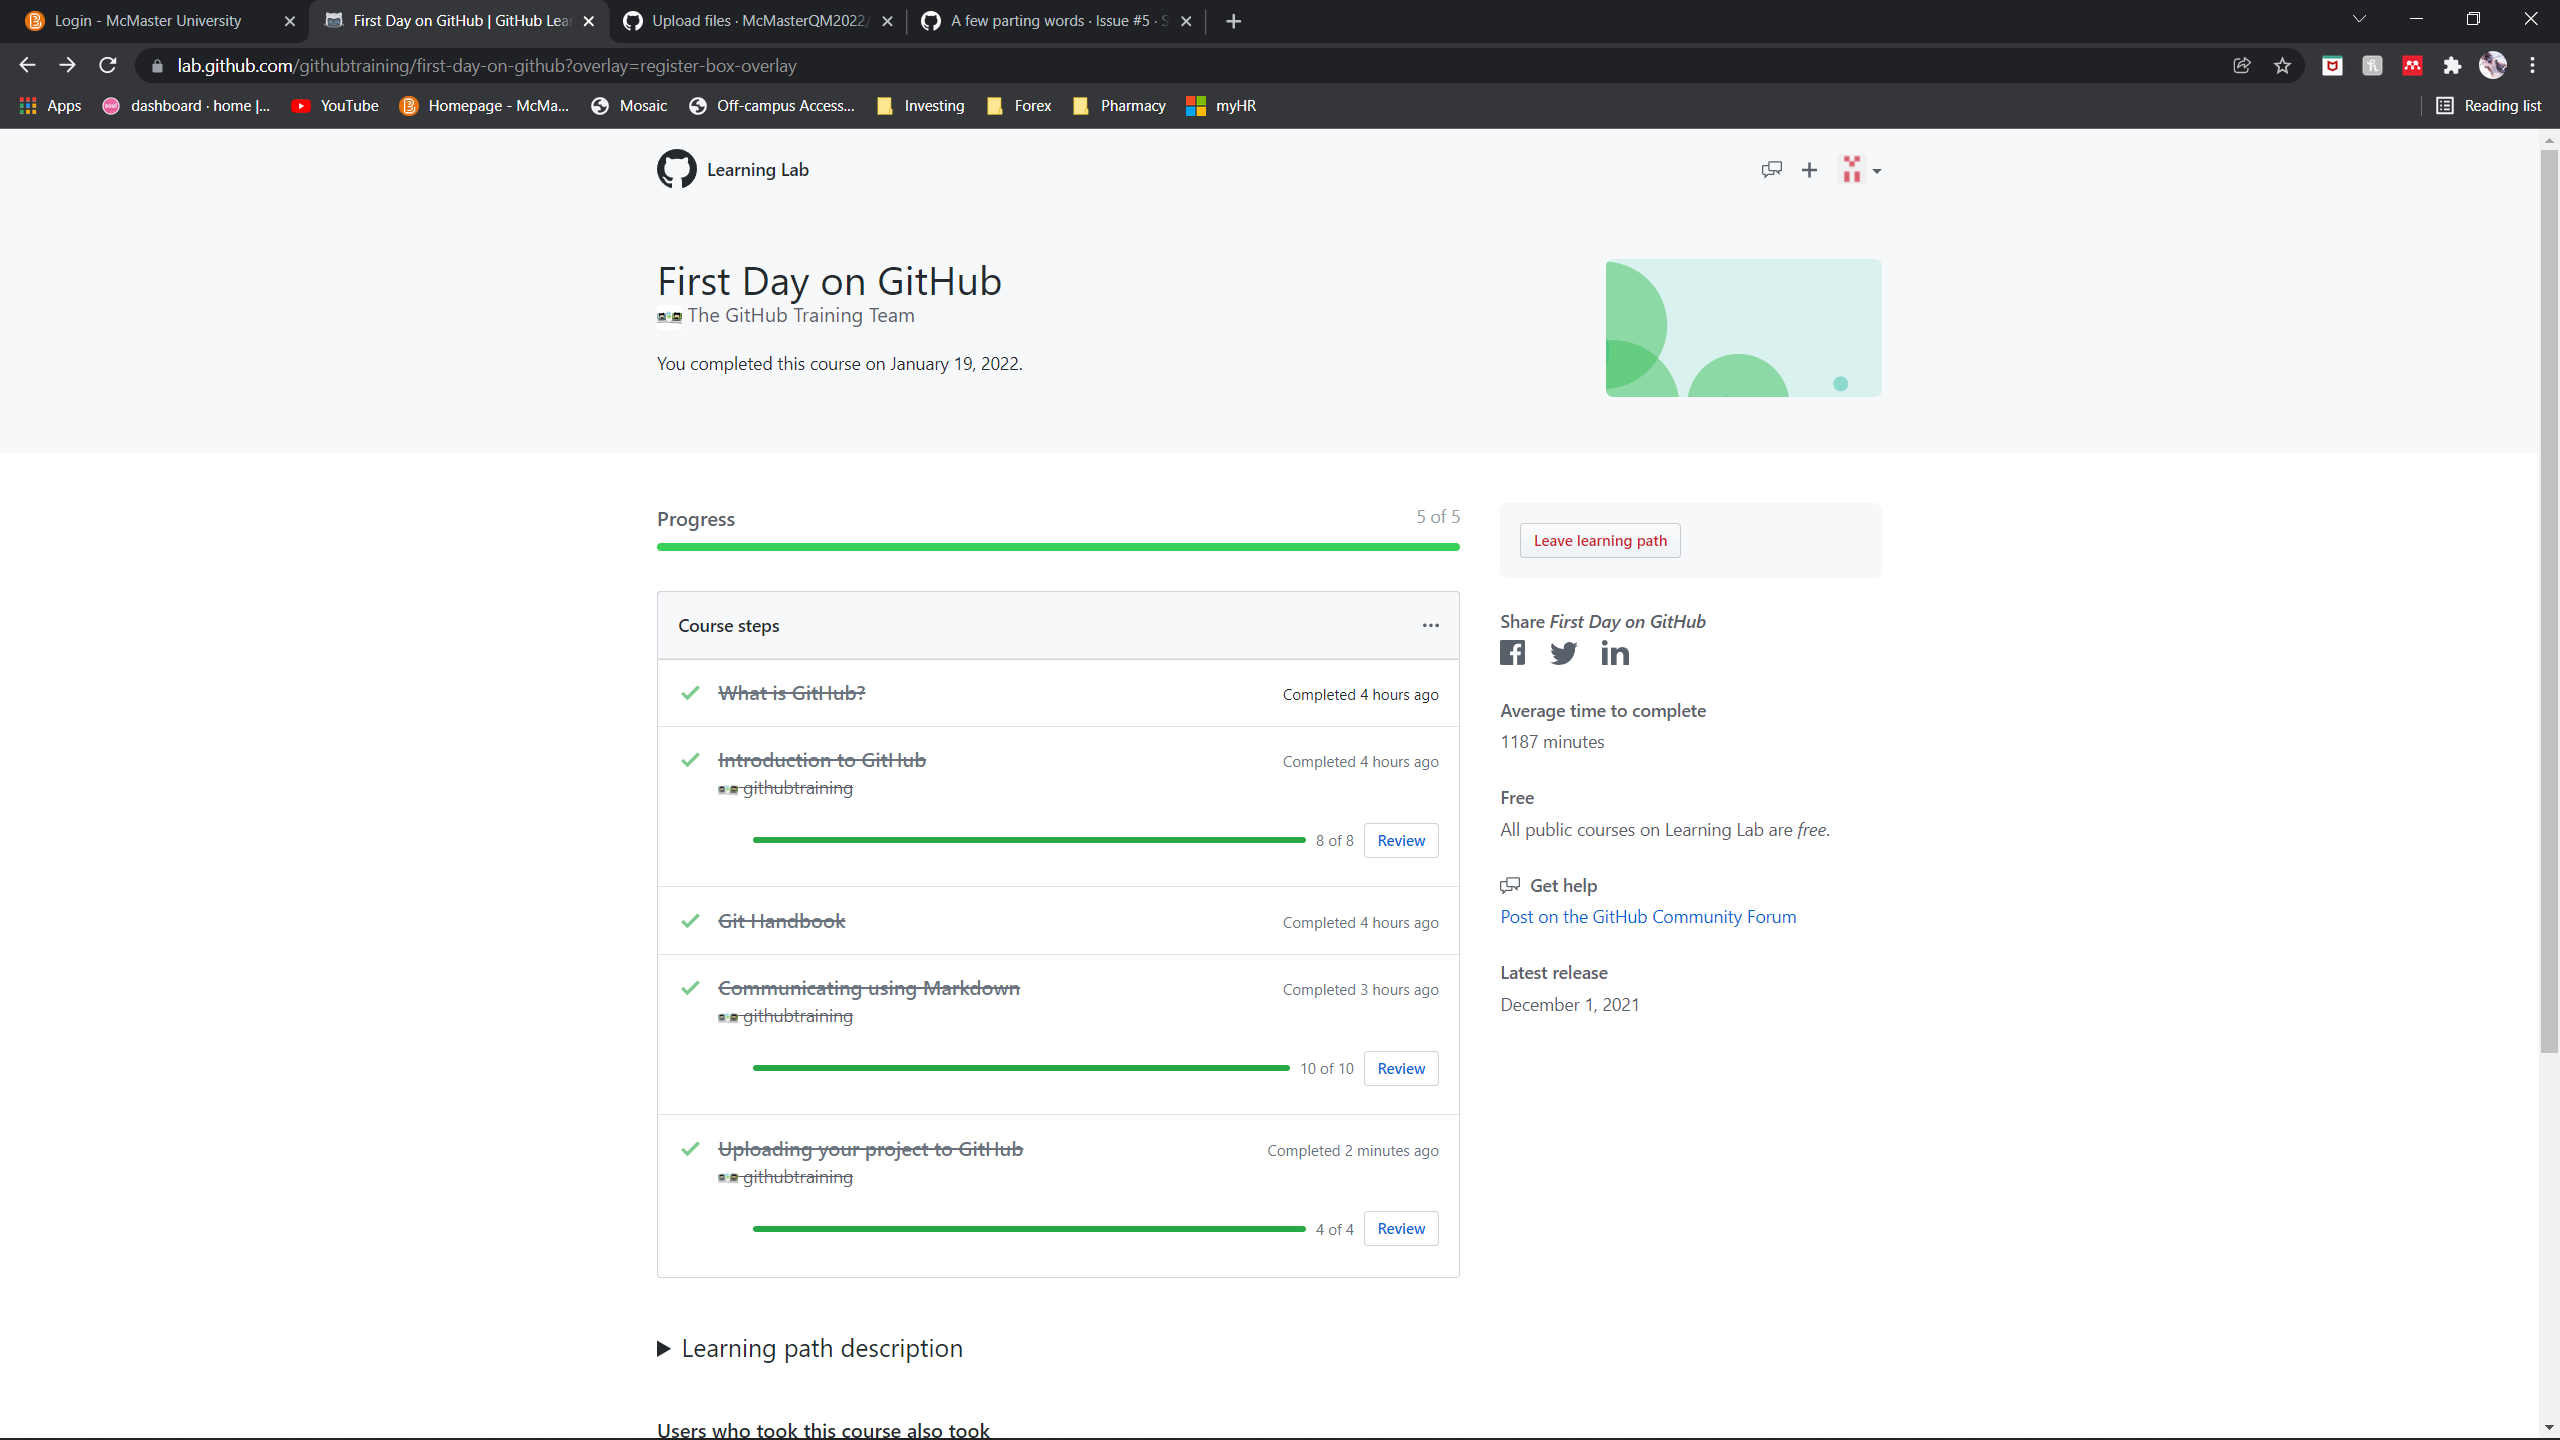 Login - McMaster University
First Day on GitHub | GitHub Lea
Upload files · McMasterQM2022/
A few parting words · Issue #5 · S
lab.github.com/githubtraining/first-day-on-github?overlay=register-box-overlay
Apps
dashboard · home |...
YouTube
Homepage - McMa...
Mosaic
Off-campus Access...
Investing
Forex
Pharmacy
myHR
Reading list
Learning Lab
First Day on GitHub
The GitHub Training Team
You completed this course on January 19, 2022.
Progress
5 of 5
Course steps
What is GitHub?
Completed 4 hours ago
Introduction to GitHub
Completed 4 hours ago
githubtraining
8 of 8
Review
Git Handbook
Completed 4 hours ago
Communicating using Markdown
Completed 3 hours ago
githubtraining
10 of 10
Review
Uploading your project to GitHub
Completed 2 minutes ago
githubtraining
4 of 4
Review
Learning path description
Users who took this course also took
Leave learning path
Share First Day on GitHub
Average time to complete
1187 minutes
Free
All public courses on Learning Lab are free.
Get help
Post on the GitHub Community Forum
Latest release
December 1, 2021